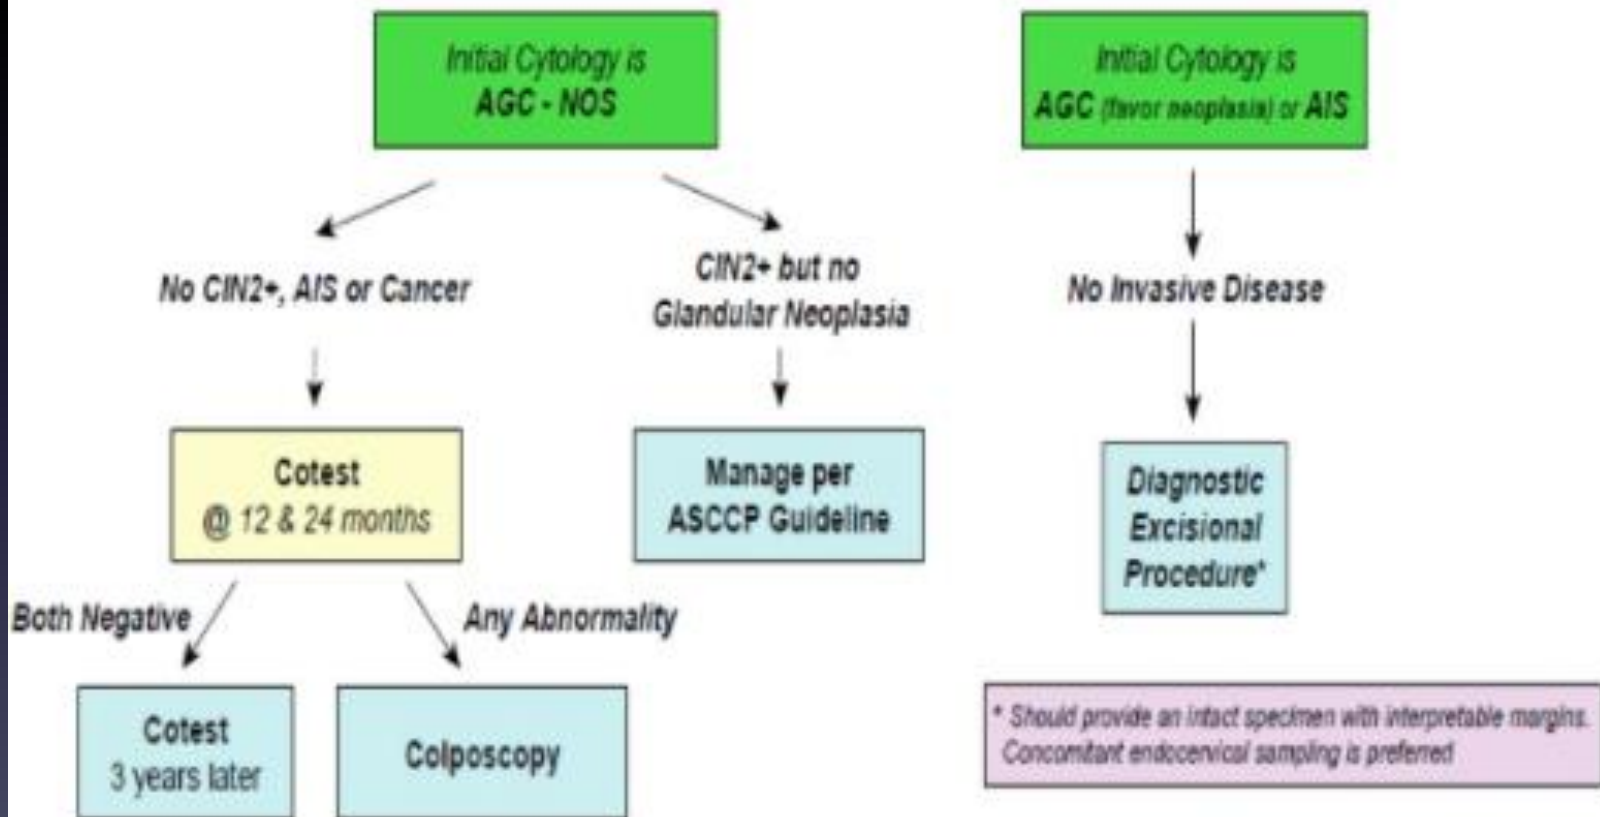 Initial Cytology is
AGC - NOS
Initial Cytology is
AGC (favor neoplasia) or AIS
No CIN2+, AIS or Cancer
CIN2+ but no
Glandular Neoplasia
No Invasive Disease
Cotest
@ 12 & 24 months
Manage per
ASCCP Guideline
Diagnostic
Excisional
Procedure*
Both Negative
Any Abnormality
Cotest
3 years later
Colposcopy
* Should provide an intact specimen with interpretable margins.
Concomitant endocervical sampling is preferred